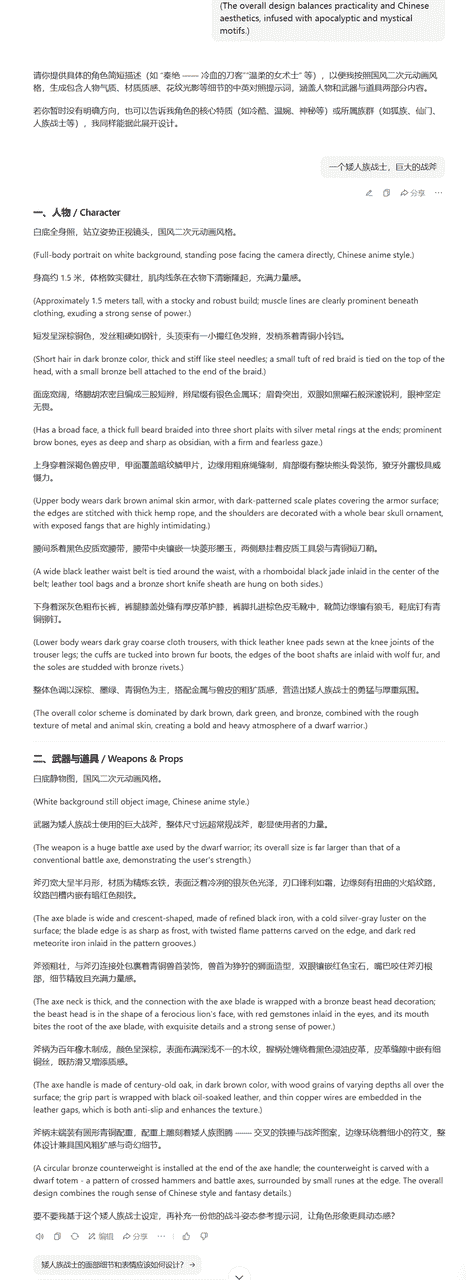 (The overall design balances practicality and Chinese
aesthetics, infused with apocalyptic and mystical
motifs.)
请你提供具体的角色简短描述（如 “秦绝 —— 冷血的刀客”“温柔的女术士” 等），以便我按照国风二次元动画风
格，生成包含人物气质、材质质感、花纹光影等细节的中英对照提示词，涵盖人物和武器与道具两部分内容。
若你暂时没有明确方向，也可以告诉我角色的核心特质（如冷酷、温婉、神秘等）或所属族群（如狐族、仙门、
人族战士等），我同样能据此展开设计。
一个矮人族战士，巨大的战斧
分享
一、人物 / Character
白底全身照，站立姿势正视镜头，国风二次元动画风格。
(Full-body portrait on white background, standing pose facing the camera directly, Chinese anime style.)
身高约 1.5 米，体格敦实健壮，肌肉线条在衣物下清晰隆起，充满力量感。
(Approximately 1.5 meters tall, with a stocky and robust build; muscle lines are clearly prominent beneath
clothing, exuding a strong sense of power.)
短发呈深棕铜色，发丝粗硬如钢针，头顶束有一小撮红色发辫，发梢系着青铜小铃铛。
(Short hair in dark bronze color, thick and stiff like steel needles; a small tuft of red braid is tied on the top of the
head, with a small bronze bell attached to the end of the braid.)
面庞宽阔，络腮胡浓密且编成三股短辫，辫尾缀有银色金属环；眉骨突出，双眼如黑曜石般深邃锐利，眼神坚定
无畏。
(Has a broad face, a thick full beard braided into three short plaits with silver metal rings at the ends; prominent
brow bones, eyes as deep and sharp as obsidian, with a firm and fearless gaze.)
上身穿着深褐色兽皮甲，甲面覆盖暗纹鳞甲片，边缘用粗麻绳缝制，肩部缀有整块熊头骨装饰，獠牙外露极具威
慑力。
(Upper body wears dark brown animal skin armor, with dark-patterned scale plates covering the armor surface;
the edges are stitched with thick hemp rope, and the shoulders are decorated with a whole bear skull ornament,
with exposed fangs that are highly intimidating.)
腰间系着黑色皮质宽腰带，腰带中央镶嵌一块菱形墨玉，两侧悬挂着皮质工具袋与青铜短刀鞘。
(A wide black leather waist belt is tied around the waist, with a rhomboidal black jade inlaid in the center of the
belt; leather tool bags and a bronze short knife sheath are hung on both sides.)
下身着深灰色粗布长裤，裤腿膝盖处缝有厚皮革护膝，裤脚扎进棕色皮毛靴中，靴筒边缘镶有狼毛，鞋底钉有青
铜铆钉。
(Lower body wears dark gray coarse cloth trousers, with thick leather knee pads sewn at the knee joints of the
trouser legs; the cuffs are tucked into brown fur boots, the edges of the boot shafts are inlaid with wolf fur, and
the soles are studded with bronze rivets.)
整体色调以深棕、墨绿、青铜色为主，搭配金属与兽皮的粗犷质感，营造出矮人族战士的勇猛与厚重氛围。
(The overall color scheme is dominated by dark brown, dark green, and bronze, combined with the rough
texture of metal and animal skin, creating a bold and heavy atmosphere of a dwarf warrior.)
二、武器与道具 / Weapons & Props
白底静物图，国风二次元动画风格。
(White background still object image, Chinese anime style.)
武器为矮人族战士使用的巨大战斧，整体尺寸远超常规战斧，彰显使用者的力量。
(The weapon is a huge battle axe used by the dwarf warrior; its overall size is far larger than that of a
conventional battle axe, demonstrating the user's strength.)
斧刃宽大呈半月形，材质为精炼玄铁，表面泛着冷冽的银灰色光泽，刃口锋利如霜，边缘刻有扭曲的火焰纹路，
纹路凹槽内嵌有暗红色陨铁。
(The axe blade is wide and crescent-shaped, made of refined black iron, with a cold silver-gray luster on the
surface; the blade edge is as sharp as frost, with twisted flame patterns carved on the edge, and dark red
meteorite iron inlaid in the pattern grooves.)
斧颈粗壮，与斧刃连接处包裹着青铜兽首装饰，兽首为狰狞的狮面造型，双眼镶嵌红色宝石，嘴巴咬住斧刃根
部，细节精致且充满力量感。
(The axe neck is thick, and the connection with the axe blade is wrapped with a bronze beast head decoration;
the beast head is in the shape of a ferocious lion's face, with red gemstones inlaid in the eyes, and its mouth
bites the root of the axe blade, with exquisite details and a strong sense of power.)
斧柄为百年橡木制成，颜色呈深棕，表面布满深浅不一的木纹，握柄处缠绕着黑色浸油皮革，皮革缝隙中嵌有细
铜丝，既防滑又增添质感。
(The axe handle is made of century-old oak, in dark brown color, with wood grains of varying depths all over the
surface; the grip part is wrapped with black oil-soaked leather, and thin copper wires are embedded in the
leather gaps, which is both anti-slip and enhances the texture.)
斧柄末端装有圆形青铜配重，配重上雕刻着矮人族图腾 —— 交叉的铁锤与战斧图案，边缘环绕着细小的符文，整
体设计兼具国风粗犷感与奇幻细节。
(A circular bronze counterweight is installed at the end of the axe handle; the counterweight is carved with a
dwarf totem - a pattern of crossed hammers and battle axes, surrounded by small runes at the edge. The overall
design combines the rough sense of Chinese style and fantasy details.)
要不要我基于这个矮人族战士设定，再补充一份他的战斗姿态参考提示词，让角色形象更具动态感？
编辑 分享
矮人族战士的面部细节和表情应该如何设计？ →